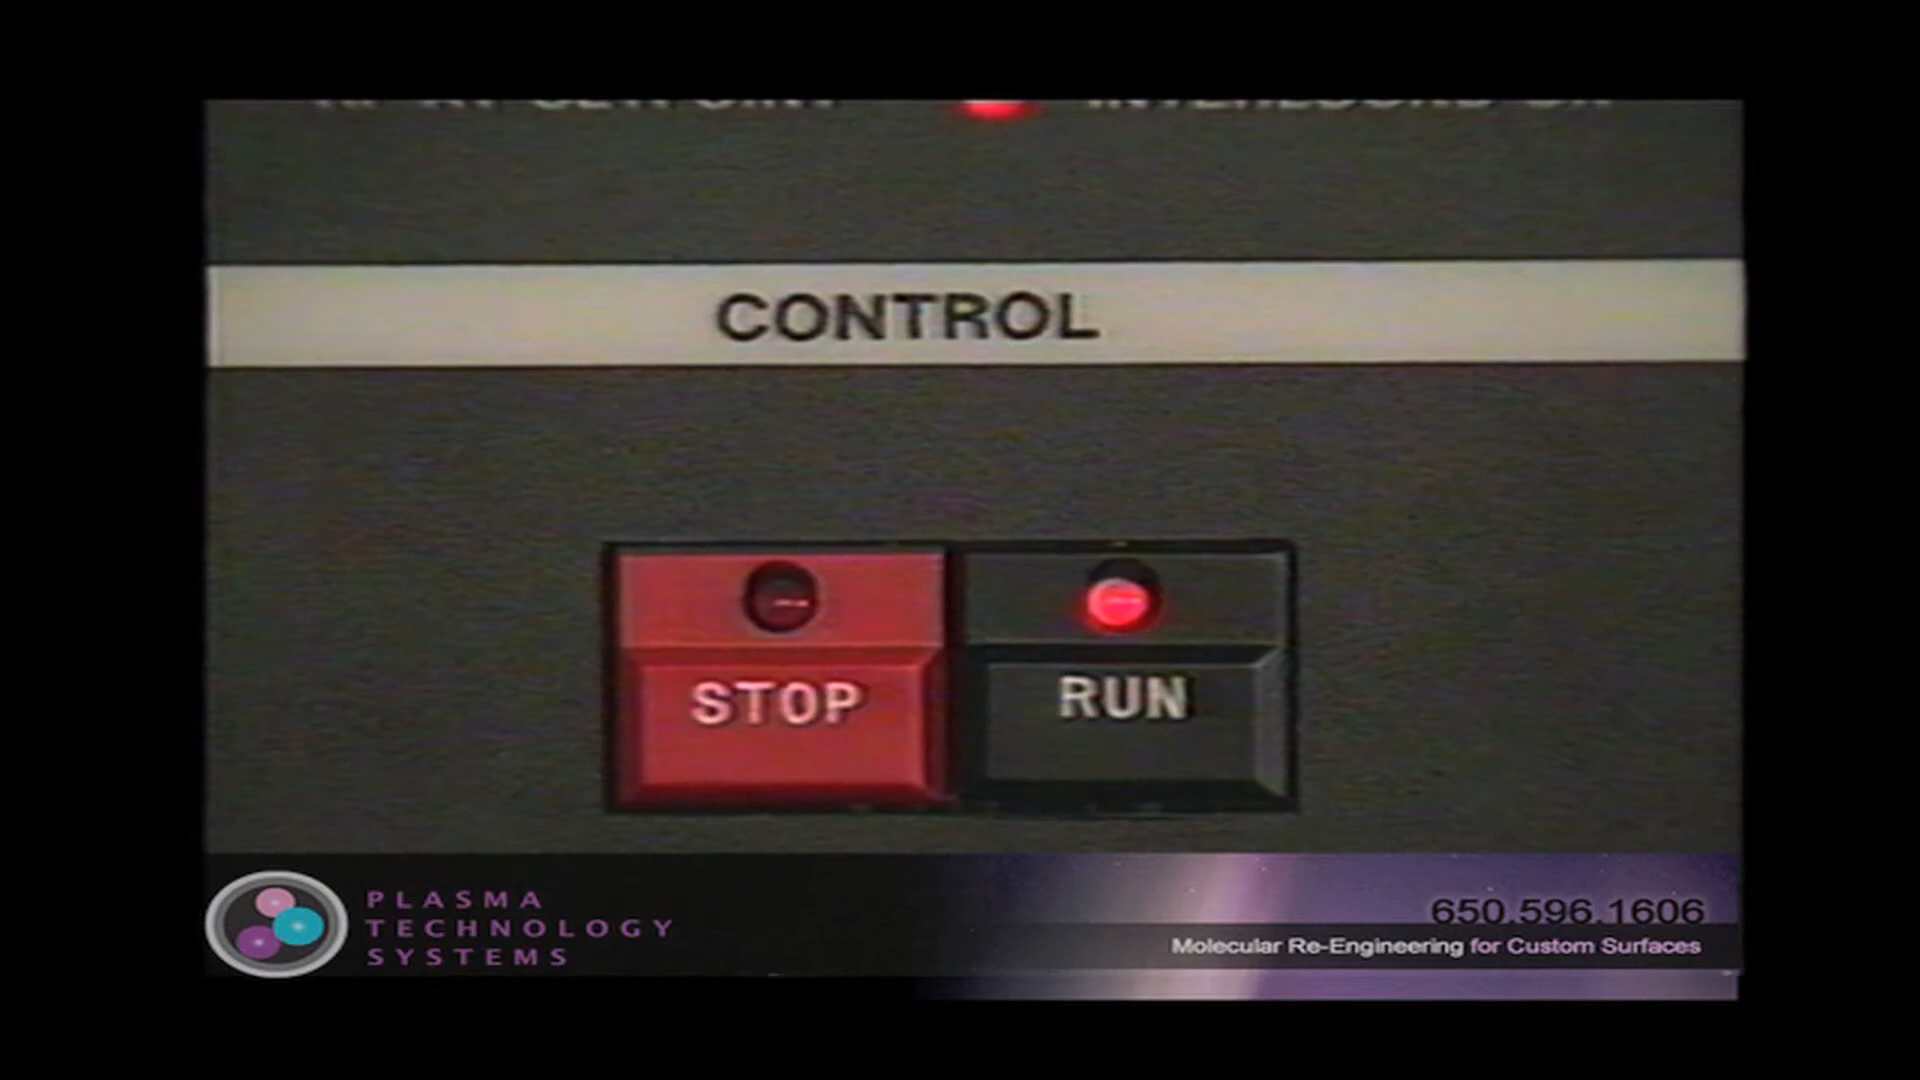 CONTROL
STOP
RUN
PLASMA
TECHNOLOGY
SYSTEMS
650.596.1606
Molecular Re-Engineering for Custom Surfaces